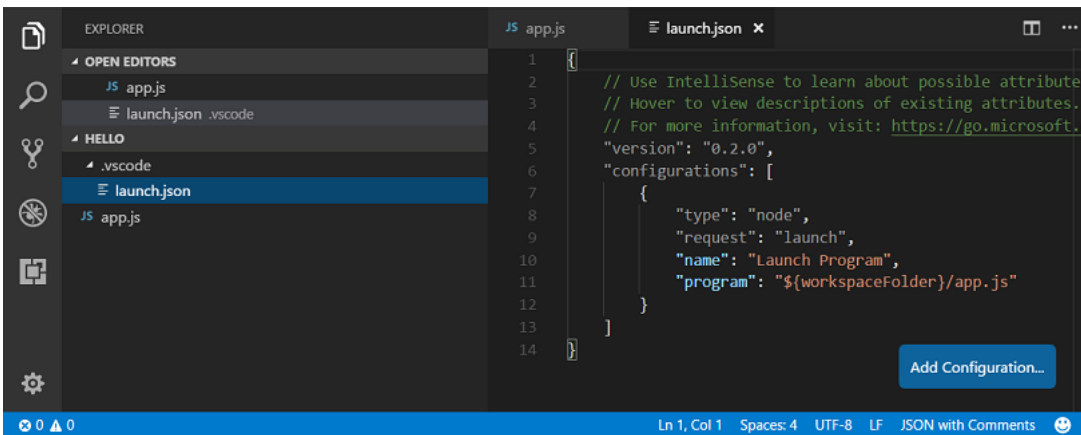 EXPLORER
OPEN EDITORS
JS app.js
launch.json .vscode
HELLO
.vscode
launch.json
JS app.js
JS app.js
launch.json
1 {
2 // Use IntelliSense to learn about possible attribute
3 // Hover to view descriptions of existing attributes.
4 // For more information, visit: https://go.microsoft.
5 "version": "0.2.0",
6 "configurations": [
7 {
8 "type": "node",
9 "request": "launch",
10 "name": "Launch Program",
11 "program": "${workspaceFolder}/app.js"
12 }
13 ]
14 }
Add Configuration...
0 0
Ln 1, Col 1 Spaces: 4 UTF-8 LF JSON with Comments